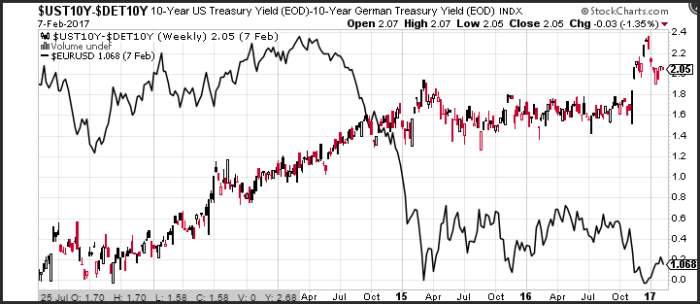 $UST10Y-$DET10Y 10-Year US Treasury Yield (EOD)-10-Year German Treasury Yield (EOD) INDX © StockCharts.com
7-Feb-2017 Open 2.07 High 2.07 Low 2.05 Close 2.05 Chg -0.03 (-1.35%)
$UST10Y-$DET10Y (Weekly) 2.05 (7 Feb)
Volume undef
$EURUSD 1.068 (7 Feb)
2.4
2.2
2.05
2.0
1.8
1.6
1.4
1.2
1.0
0.8
0.6
0.4
0.2
1.068
0.0
25 Jul O: 1.70 H: 1.70 L: 1.58 V: 0 Y: 2.68 Apr Jul Oct 15 Apr Jul Oct 16 Apr Jul Oct 17